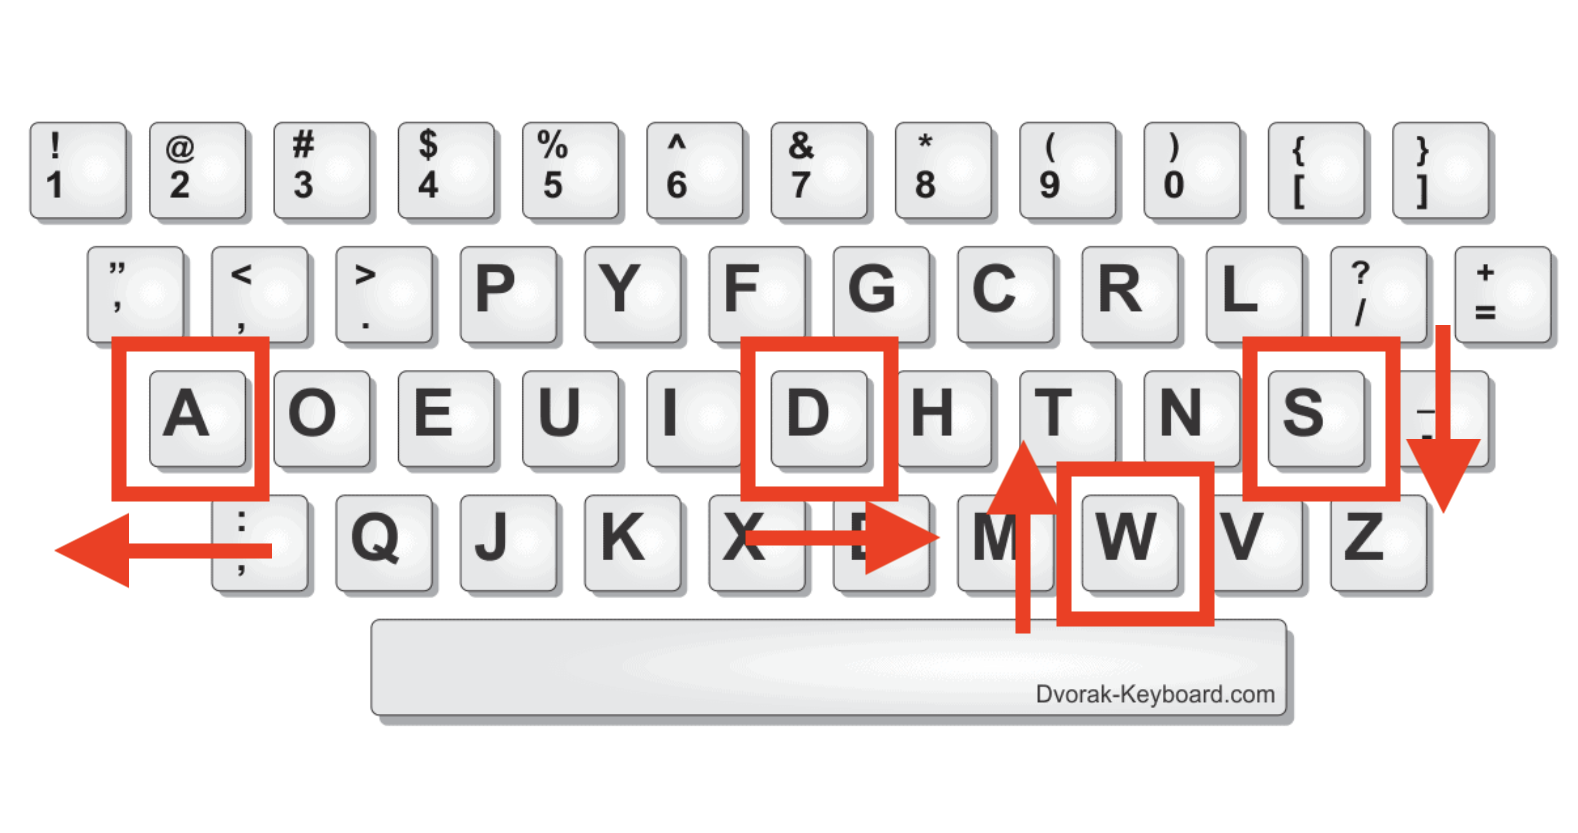 ! @ # $ % ^ & * ( ) { }
1 2 3 4 5 6 7 8 9 0 [ ]
” < > P Y F G C R L ? +
, , . / =
A O E U I D H T N S _
: Q J K X M W V Z
;
Dvorak-Keyboard.com